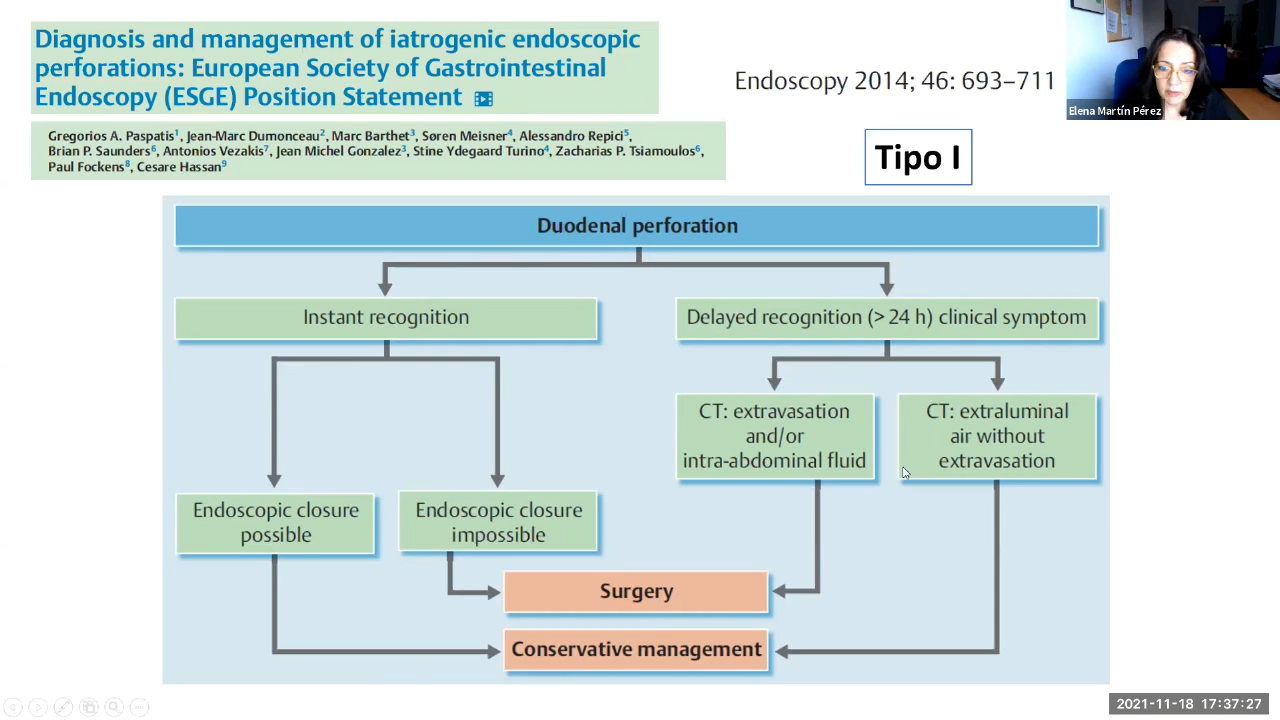 Diagnosis and management of iatrogenic endoscopic
perforations: European Society of Gastrointestinal
Endoscopy (ESGE) Position Statement
Endoscopy 2014; 46: 693–711
Elena Martín Pérez
Gregorios A. Paspatis1, Jean-Marc Dumonceau2, Marc Barthet3, Søren Meisner4, Alessandro Repici5,
Brian P. Saunders6, Antonios Vezakis7, Jean Michel Gonzalez3, Stine Ydegaard Turino4, Zacharias P. Tsiamoulos6,
Paul Fockens8, Cesare Hassan9
Tipo I
Duodenal perforation
Instant recognition
Delayed recognition (> 24 h) clinical symptom
CT: extravasation
and/or
intra-abdominal fluid
CT: extraluminal
air without
extravasation
Endoscopic closure
possible
Endoscopic closure
impossible
Surgery
Conservative management
2021-11-18 17:37:27